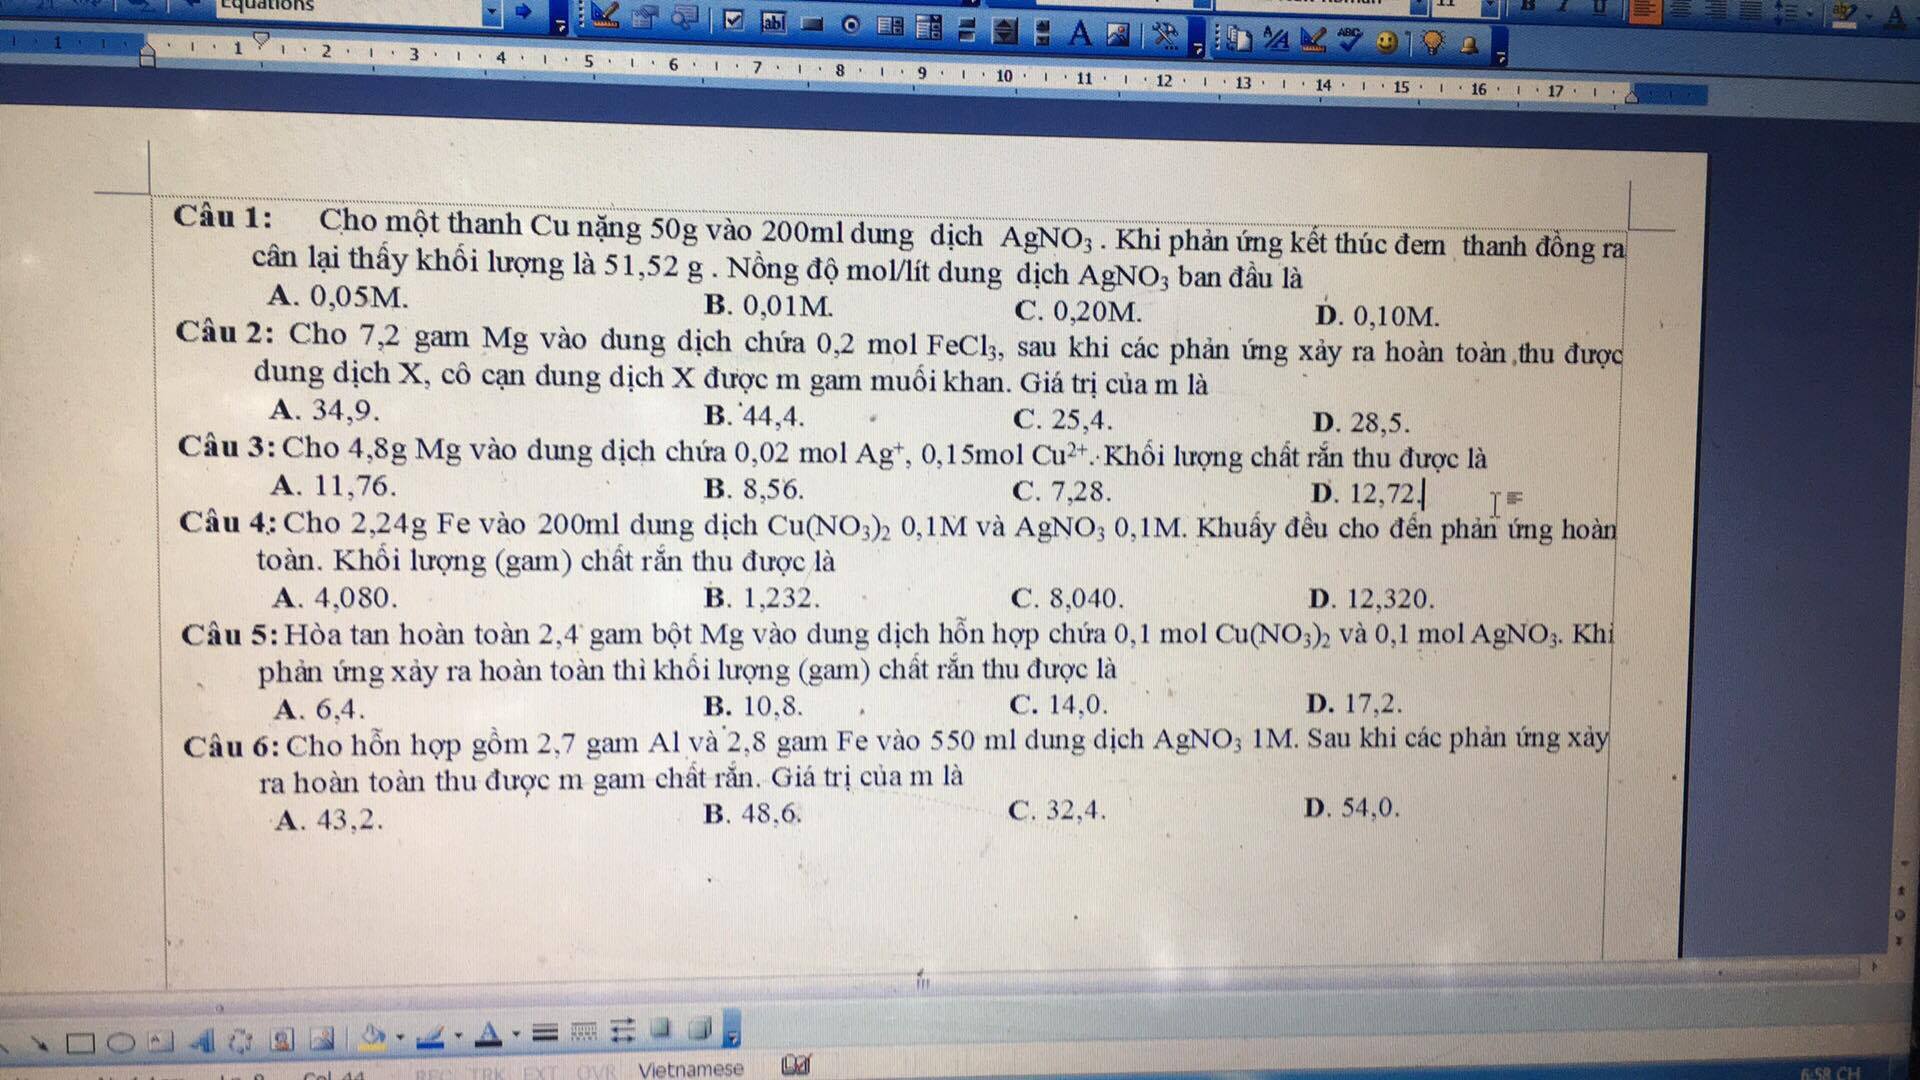 Equations
1 1 2 3 4 5 6 7 8 9 10 11 12 13 14 15 16 17
Câu 1: Cho một thanh Cu nặng 50g vào 200ml dung dịch AgNO₃ . Khi phản ứng kết thúc đem thanh đồng ra
cân lại thấy khối lượng là 51,52 g . Nồng độ mol/lít dung dịch AgNO₃ ban đầu là
A. 0,05M. B. 0,01M. C. 0,20M. D. 0,10M.
Câu 2: Cho 7,2 gam Mg vào dung dịch chứa 0,2 mol FeCl₃, sau khi các phản ứng xảy ra hoàn toàn thu được
dung dịch X, cô cạn dung dịch X được m gam muối khan. Giá trị của m là
A. 34,9. B. 44,4. C. 25,4. D. 28,5.
Câu 3: Cho 4,8g Mg vào dung dịch chứa 0,02 mol Ag⁺, 0,15mol Cu²⁺. Khối lượng chất rắn thu được là
A. 11,76. B. 8,56. C. 7,28. D. 12,72.
Câu 4: Cho 2,24g Fe vào 200ml dung dịch Cu(NO₃)₂ 0,1M và AgNO₃ 0,1M. Khuấy đều cho đến phản ứng hoàn
toàn. Khối lượng (gam) chất rắn thu được là
A. 4,080. B. 1,232. C. 8,040. D. 12,320.
Câu 5: Hòa tan hoàn toàn 2,4 gam bột Mg vào dung dịch hỗn hợp chứa 0,1 mol Cu(NO₃)₂ và 0,1 mol AgNO₃. Khi
phản ứng xảy ra hoàn toàn thì khối lượng (gam) chất rắn thu được là
A. 6,4. B. 10,8. C. 14,0. D. 17,2.
Câu 6: Cho hỗn hợp gồm 2,7 gam Al và 2,8 gam Fe vào 550 ml dung dịch AgNO₃ 1M. Sau khi các phản ứng xảy
ra hoàn toàn thu được m gam chất rắn. Giá trị của m là
A. 43,2. B. 48,6. C. 32,4. D. 54,0.
Col 44 REC TRK EXT OVR Vietnamese
6:58 CH